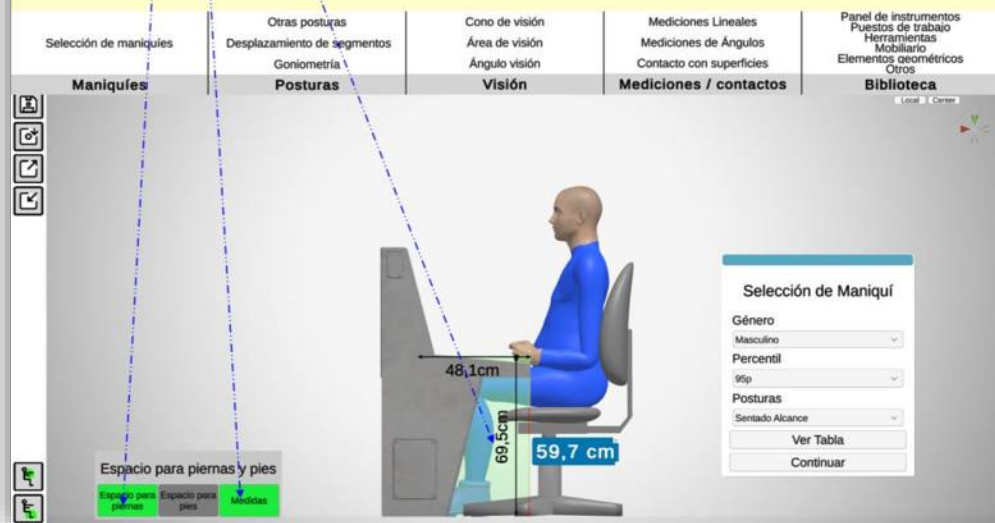 Selección de maniquíes
Maniquíes
Otras posturas
Desplazamiento de segmentos
Goniometría
Posturas
Cono de visión
Área de visión
Ángulo visión
Visión
Mediciones Lineales
Mediciones de Ángulos
Contacto con superficies
Mediciones / contactos
Panel de instrumentos
Puestos de trabajo
Herramientas
Mobiliario
Elementos geométricos
Otros
Biblioteca
Local
Center
Y
48,1cm
69,5cm
59,7 cm
Selección de Maniquí
Género
Masculino
Percentil
95p
Posturas
Sentado Alcance
Ver Tabla
Continuar
Espacio para piernas y pies
Espacio para
piernas
Espacio para
pies
Medidas